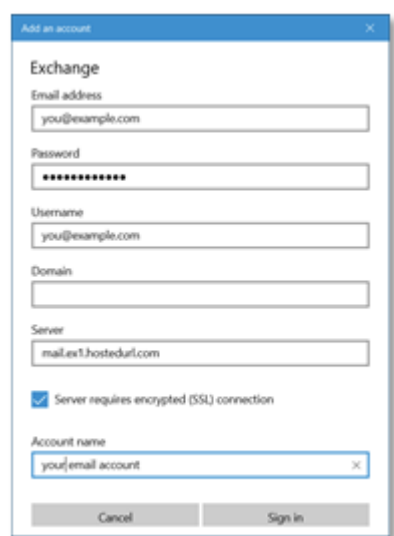 Add an account
Exchange
Email address
you@example.com
Password
••••••••••••
Username
you@example.com
Domain
Server
mail.ex1.hostedurl.com
Server requires encrypted (SSL) connection
Account name
your email account
Cancel Sign in